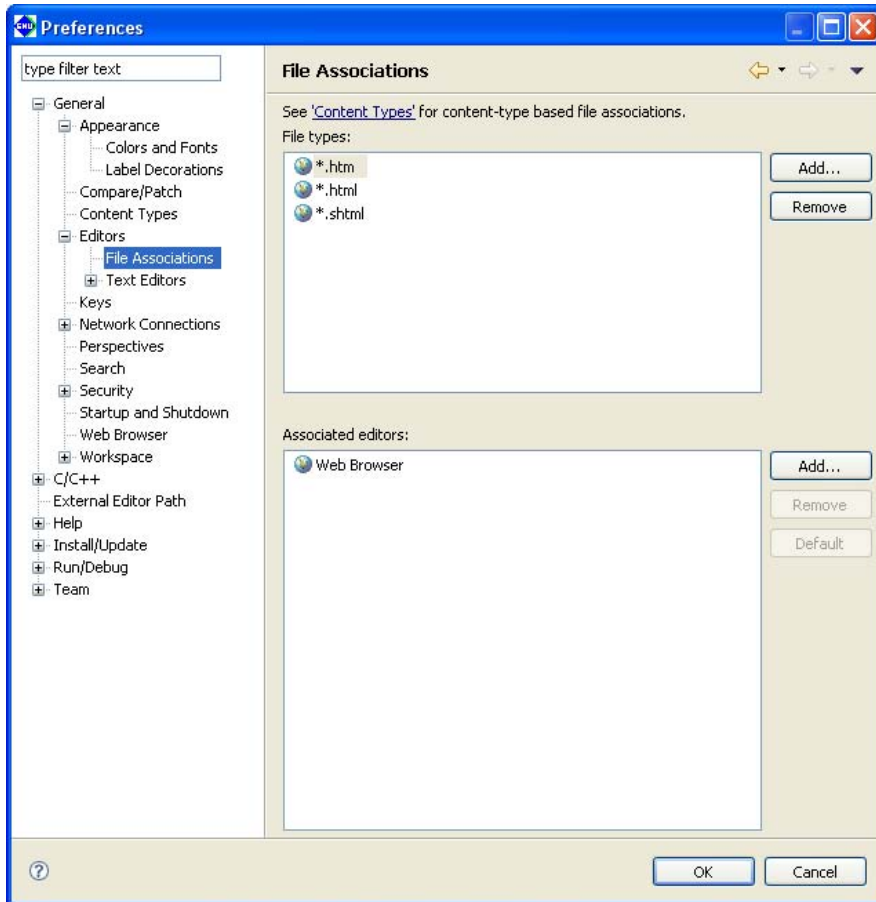 GNU Preferences
type filter text
General
Appearance
Colors and Fonts
Label Decorations
Compare/Patch
Content Types
Editors
File Associations
Text Editors
Keys
Network Connections
Perspectives
Search
Security
Startup and Shutdown
Web Browser
Workspace
C/C++
External Editor Path
Help
Install/Update
Run/Debug
Team
File Associations
See 'Content Types' for content-type based file associations.
File types:
*.htm
*.html
*.shtml
Add...
Remove
Associated editors:
Web Browser
Add...
Remove
Default
?
OK
Cancel